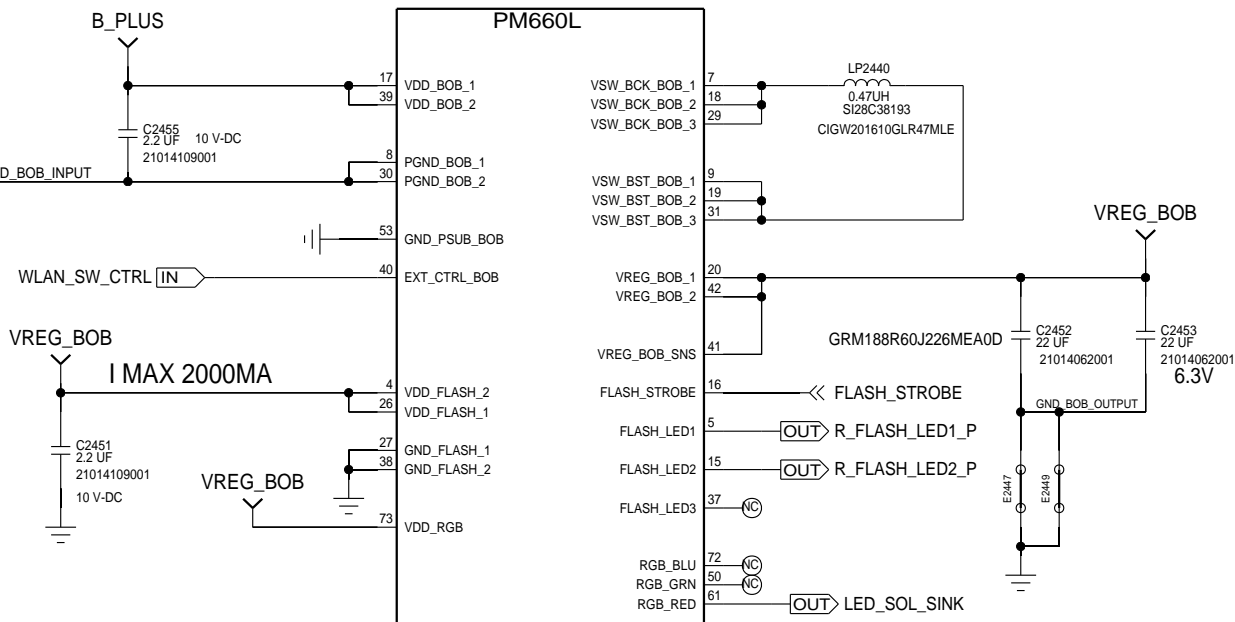 B_PLUS
PM660L
17 VDD_BOB_1
39 VDD_BOB_2
C2455
2.2 UF 10 V-DC
21014109001
8 PGND_BOB_1
D_BOB_INPUT
30 PGND_BOB_2
53 GND_PSUB_BOB
WLAN_SW_CTRL IN
40 EXT_CTRL_BOB
VREG_BOB
I MAX 2000MA
4 VDD_FLASH_2
26 VDD_FLASH_1
C2451
2.2 UF
21014109001
10 V-DC
27 GND_FLASH_1
38 GND_FLASH_2
VREG_BOB
73 VDD_RGB
VSW_BCK_BOB_1 7
VSW_BCK_BOB_2 18
VSW_BCK_BOB_3 29
LP2440
0.47UH
SI28C38193
CIGW201610GLR47MLE
VSW_BST_BOB_1 9
VSW_BST_BOB_2 19
VSW_BST_BOB_3 31
VREG_BOB
VREG_BOB_1 20
VREG_BOB_2 42
VREG_BOB_SNS 41
GRM188R60J226MEA0D
C2452
22 UF
21014062001
C2453
22 UF
21014062001
6.3V
GND_BOB_OUTPUT
E2447
E2449
FLASH_STROBE 16 FLASH_STROBE
FLASH_LED1 5 OUT R_FLASH_LED1_P
FLASH_LED2 15 OUT R_FLASH_LED2_P
FLASH_LED3 37 NC
RGB_BLU 72 NC
RGB_GRN 50 NC
RGB_RED 61 OUT LED_SOL_SINK